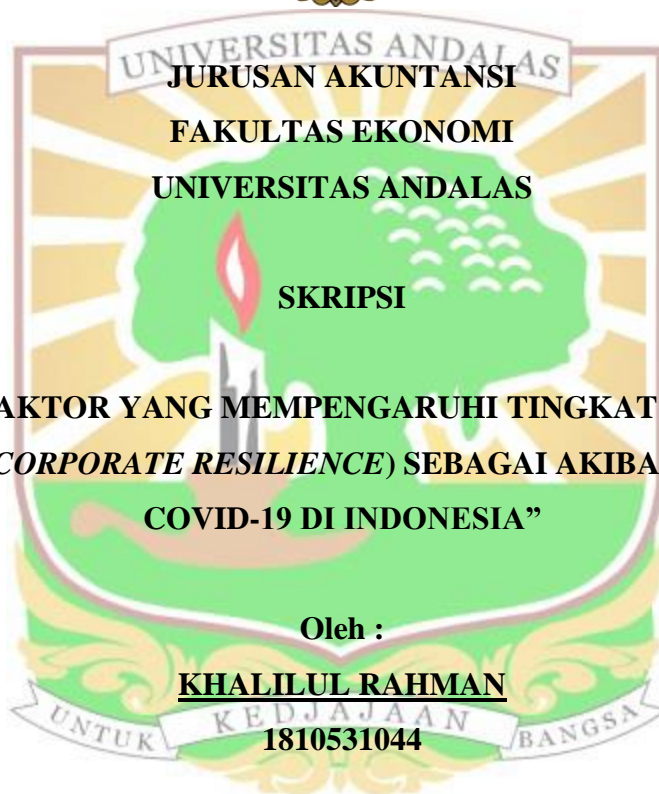 UNIVERSITAS ANDALAS
JURUSAN AKUNTANSI
FAKULTAS EKONOMI
UNIVERSITAS ANDALAS
SKRIPSI
AKTOR YANG MEMPENGARUHI TINGKAT
CORPORATE RESILIENCE) SEBAGAI AKIBA
COVID-19 DI INDONESIA”
Oleh :
KHALILUL RAHMAN
1810531044
UNTUK KEDJAJAAN BANGSA